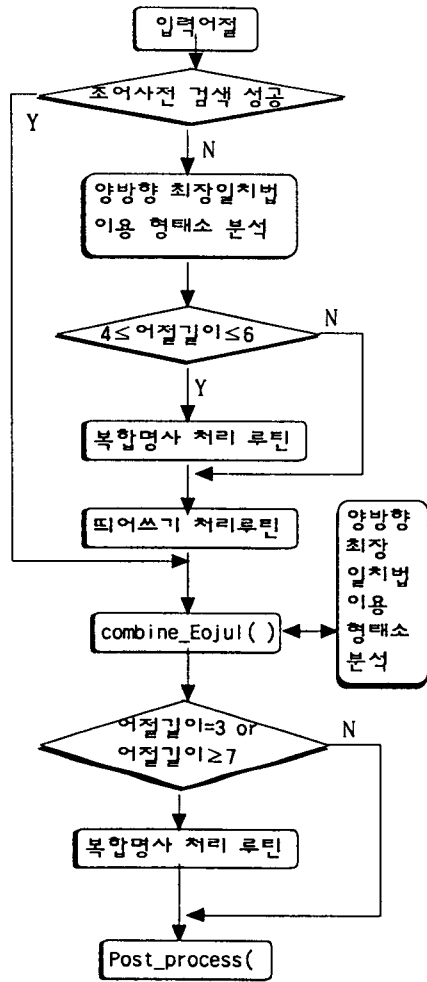 입력어절
조어사전 검색 성공
Y
N
양방향 최장일치법
이용 형태소 분석
4≤어절길이≤6
N
Y
복합명사 처리 루틴
띄어쓰기 처리루틴
양방향
최장
일치법
이용
형태소
분석
combine_Eojul( )
어절길이=3 or
어절길이≥7
N
복합명사 처리 루틴
Post_process(